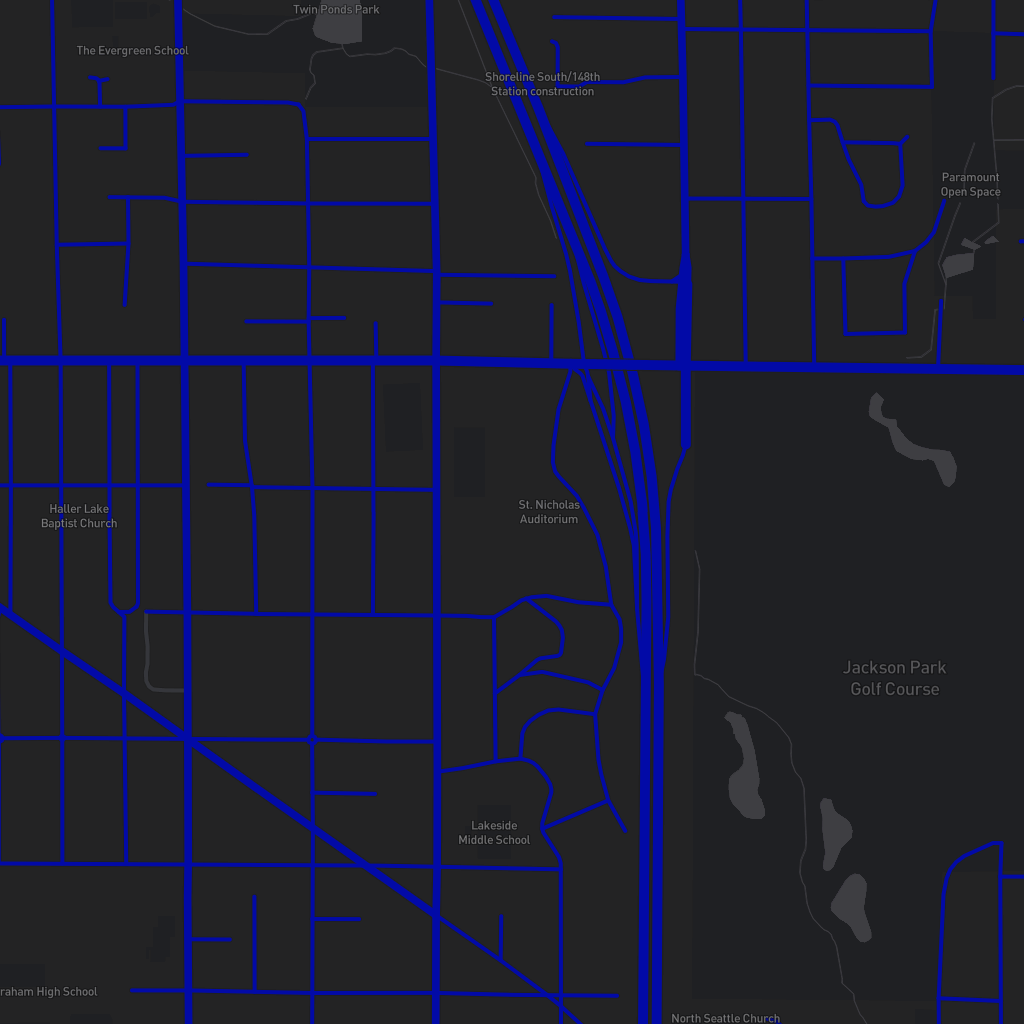 Twin Ponds Park
The Evergreen School
Shoreline South/148th
Station construction
Paramount
Open Space
Haller Lake
Baptist Church
St. Nicholas
Auditorium
Jackson Park
Golf Course
Lakeside
Middle School
raham High School
North Seattle Church